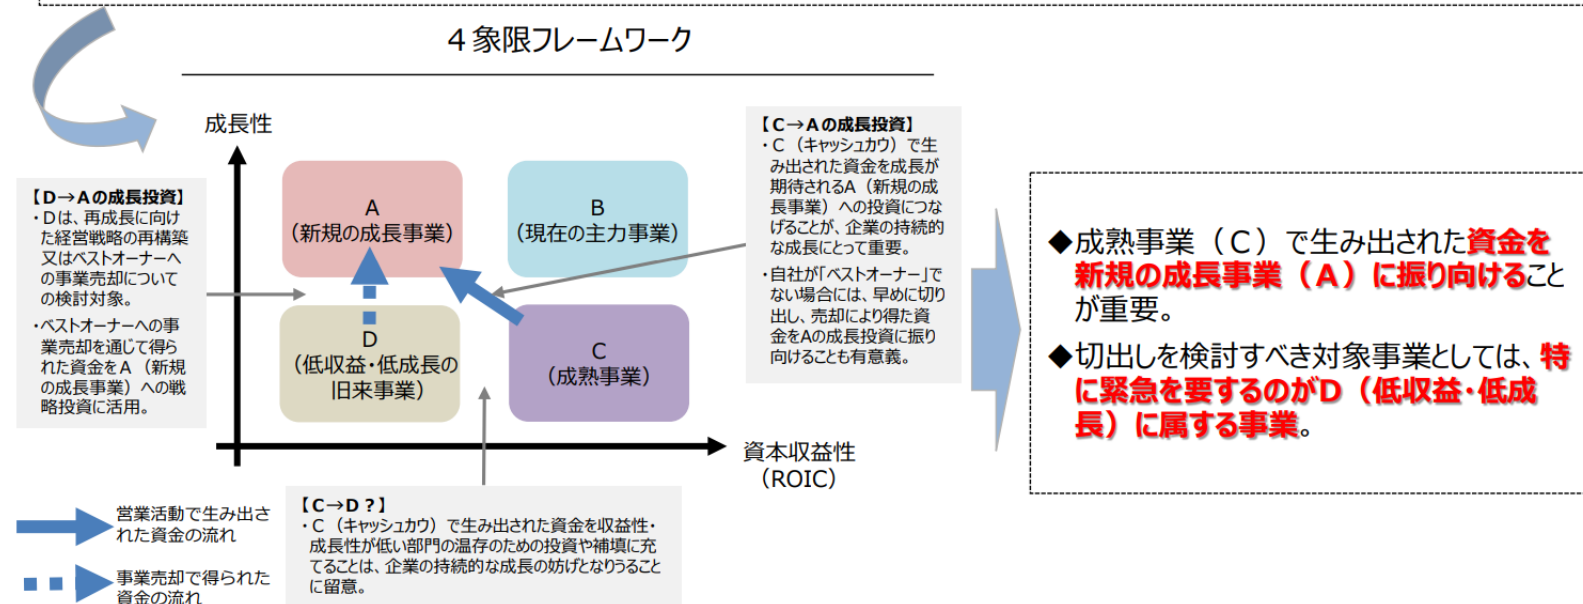 ４象限フレームワーク
成長性
【D→Aの成長投資】
・Dは、再成長に向け
た経営戦略の再構築
又はベストオーナーへ
の事業売却について
の検討対象。
・ベストオーナーへの事
業売却を通じて得ら
れた資金をA（新規
の成長事業）への戦
略投資に活用。
A
（新規の成長事業）
B
（現在の主力事業）
D
（低収益・低成長の
旧来事業）
C
（成熟事業）
【C→Aの成長投資】
・C（キャッシュカウ）で生
み出された資金を成長が
期待されるA（新規の成
長事業）への投資につな
げることが、企業の持続的
な成長にとって重要。
・自社が「ベストオーナー」で
ない場合には、早めに切り
出し、売却により得た資
金をAの成長投資に振り
向けることも有意義。
資本収益性
（ROIC）
【C→D？】
・C（キャッシュカウ）で生み出された資金を収益性・
成長性が低い部門の温存のための投資や補填に充
てることは、企業の持続的な成長の妨げとなりうること
に留意。
営業活動で生み出さ
れた資金の流れ
事業売却で得られた
資金の流れ
◆成熟事業（C）で生み出された資金を
新規の成長事業（A）に振り向けること
が重要。
◆切出しを検討すべき対象事業としては、特
に緊急を要するのがD（低収益・低成
長）に属する事業。